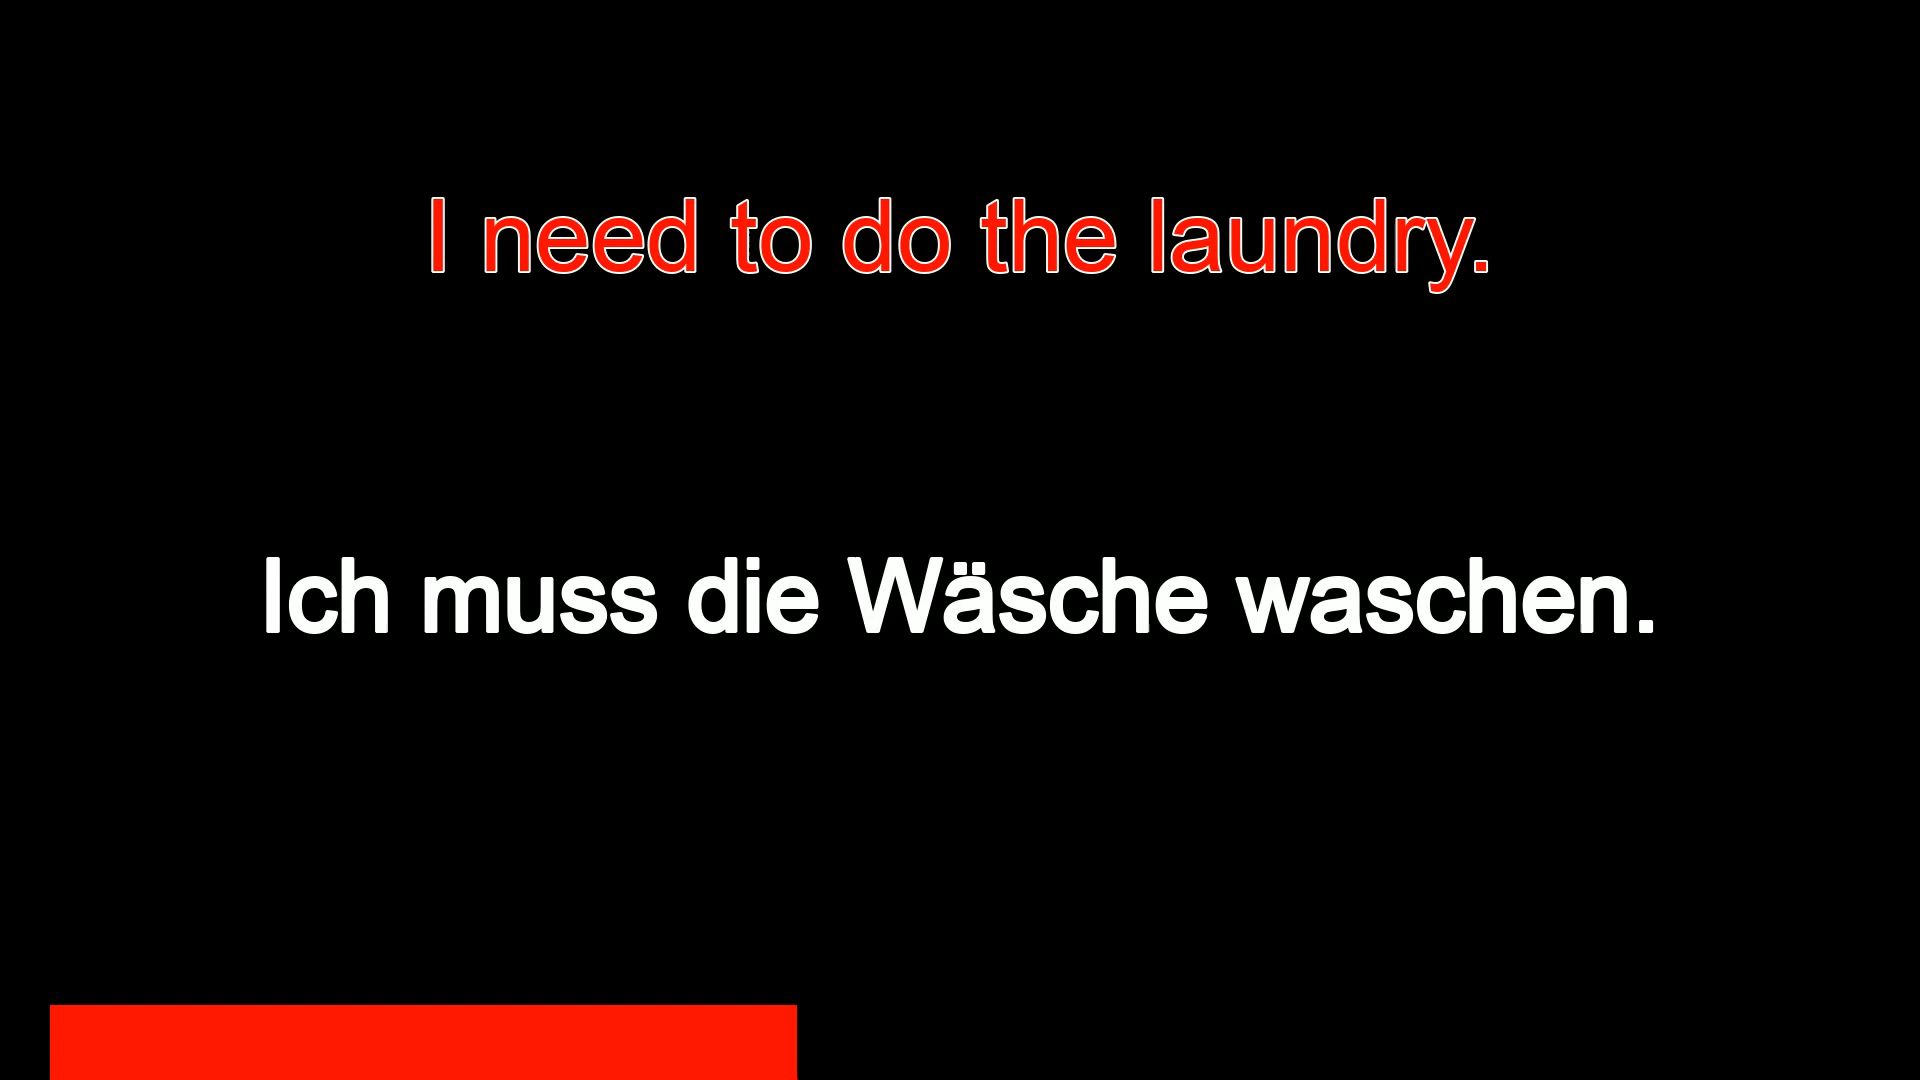 I need to do the laundry.
Ich muss die Wäsche waschen.